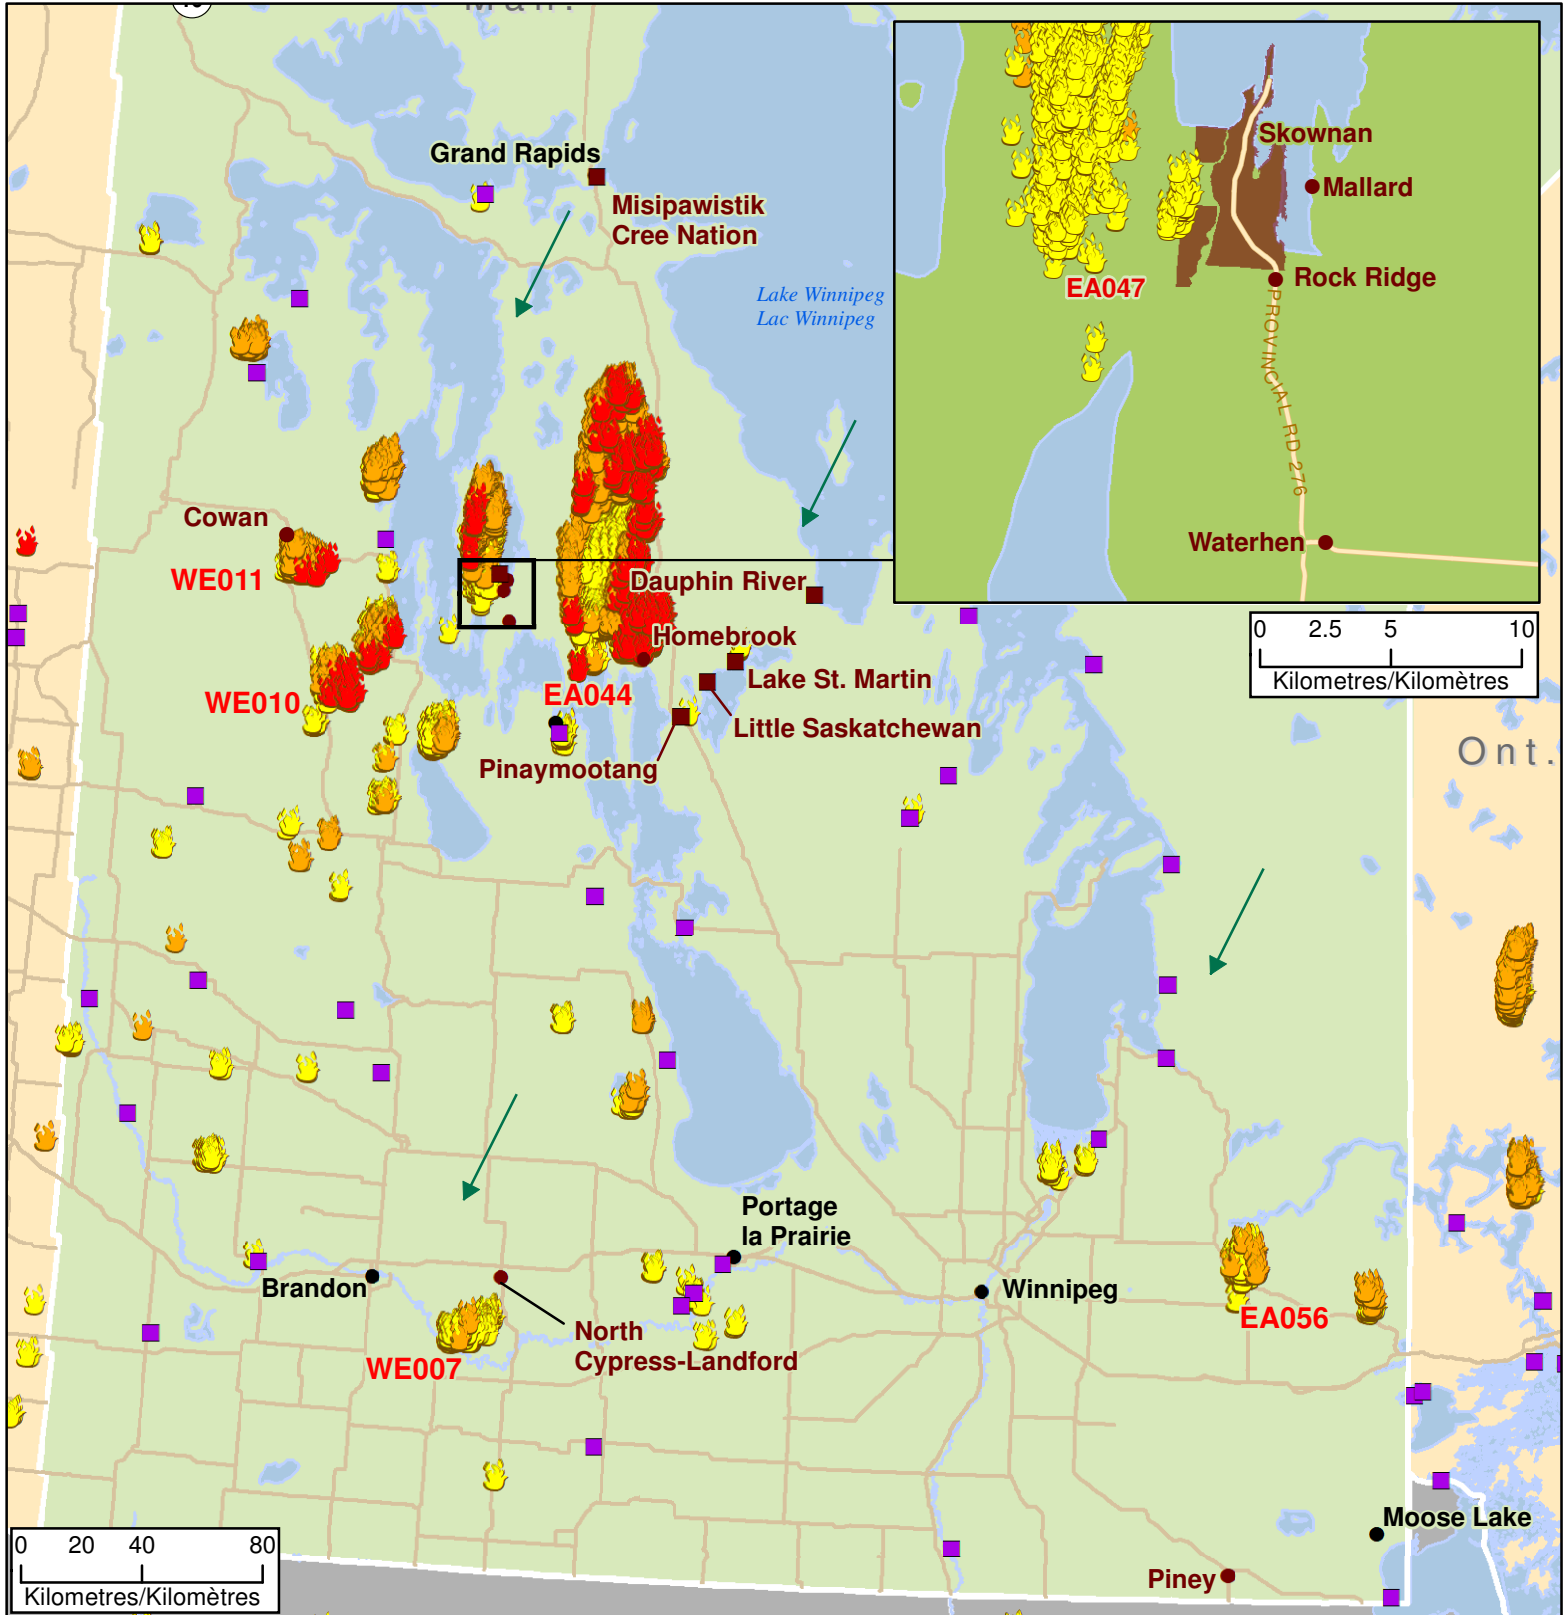 Man.
Grand Rapids
Misipawistik
Cree Nation
Lake Winnipeg
Lac Winnipeg
Skownan
Mallard
Rock Ridge
EA047
PROVINCIAL RD 276
Waterhen
0 2.5 5 10
Kilometres/Kilomètres
Cowan
WE011
Dauphin River
Homebrook
Lake St. Martin
WE010
EA044
Little Saskatchewan
Pinaymootang
Ont.
Portage
la Prairie
Brandon
Winnipeg
North
Cypress-Landford
WE007
EA056
Moose Lake
Piney
0 20 40 80
Kilometres/Kilomètres